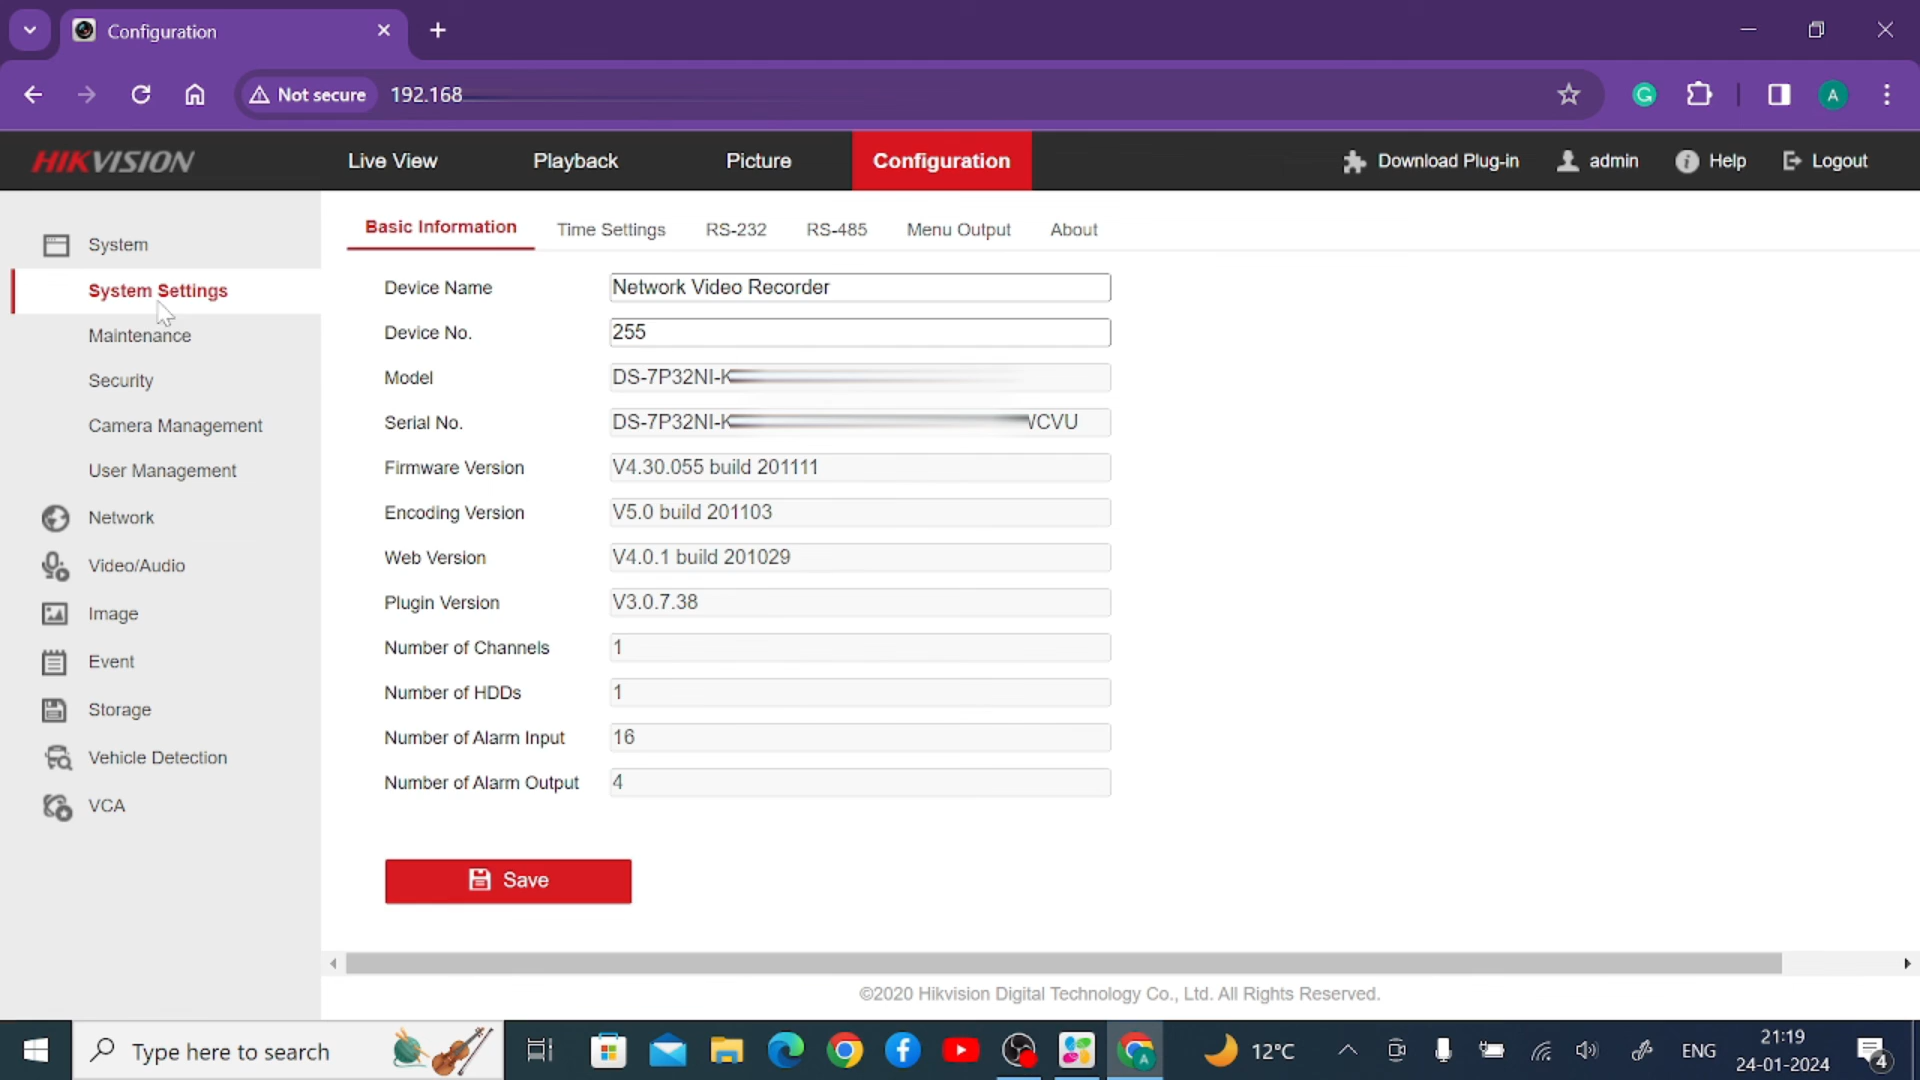 Configuration
Not secure 192.168
HIKVISION Live View Playback Picture Configuration Download Plug-in admin Help Logout
System
System Settings
Maintenance
Security
Camera Management
User Management
Network
Video/Audio
Image
Event
Storage
Vehicle Detection
VCA
Basic Information Time Settings RS-232 RS-485 Menu Output About
Device Name Network Video Recorder
Device No. 255
Model DS-7P32NI-K
Serial No. DS-7P32NI-K WCVU
Firmware Version V4.30.055 build 201111
Encoding Version V5.0 build 201103
Web Version V4.0.1 build 201029
Plugin Version V3.0.7.38
Number of Channels 1
Number of HDDs 1
Number of Alarm Input 16
Number of Alarm Output 4
Save
©2020 Hikvision Digital Technology Co., Ltd. All Rights Reserved.
Type here to search 12°C ENG 21:19
24-01-2024 4